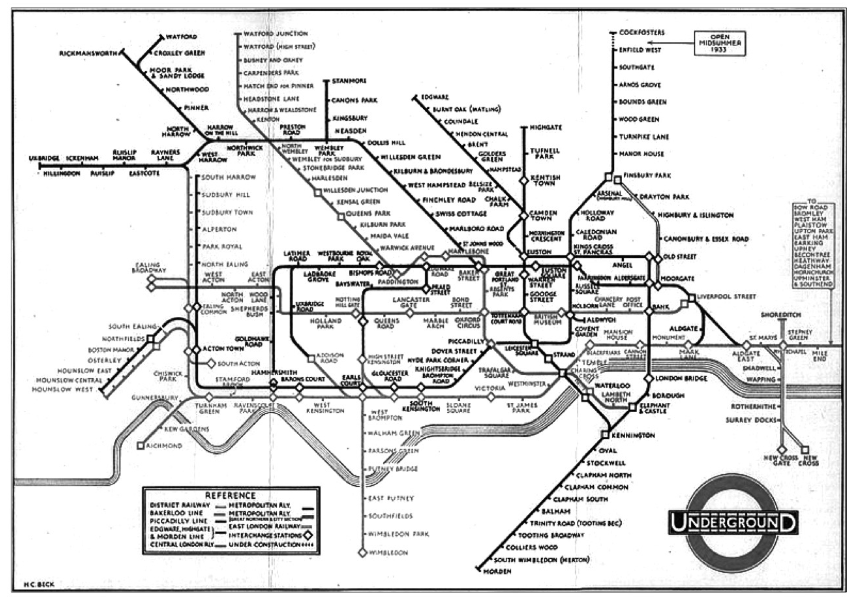 WATFORD
RICKMANSWORTH
CROXLEY GREEN
MOOR PARK
& SANDY LODGE
NORTHWOOD
PINNER
NORTH
HARROW
WATFORD JUNCTION
WATFORD (HIGH STREET)
BUSHEY AND OXHEY
CARPENDERS PARK
HATCH END FOR PINNER
HEADSTONE LANE
HARROW & WEALDSTONE
KENTON
STANMORE
CANONS PARK
KINGSBURY
NEASDEN
EDGWARE
BURNT OAK (WATLING)
COLINDALE
HENDON CENTRAL
BRENT
GOLDERS
GREEN
HAMPSTEAD
BELSIZE
PARK
CHALK
FARM
HIGHGATE
TUFNELL
PARK
KENTISH
TOWN
CAMDEN
TOWN
MORNINGTON
CRESCENT
EUSTON
COCKFOSTERS
ENFIELD WEST
OPEN
MIDSUMMER
1933
SOUTHGATE
ARNOS GROVE
BOUNDS GREEN
WOOD GREEN
TURNPIKE LANE
MANOR HOUSE
FINSBURY PARK
ARSENAL
DRAYTON PARK
HOLLOWAY
ROAD
HIGHBURY & ISLINGTON
CALEDONIAN
ROAD
CANONBURY & ESSEX ROAD
KINGS CROSS
ST. PANCRAS
ANGEL
OLD STREET
MOORGATE
UXBRIDGE
ICKENHAM
RUISLIP
MANOR
RAYNERS
LANE
HILLINGDON
RUISLIP
EASTCOTE
WEST
HARROW
HARROW
ON THE HILL
NORTHWICK
PARK
PRESTON
ROAD
WEMBLEY
PARK
NORTH
WEMBLEY
WEMBLEY FOR SUDBURY
STONEBRIDGE PARK
HARLESDEN
WILLESDEN JUNCTION
KENSAL GREEN
QUEENS PARK
KILBURN PARK
MAIDA VALE
WARWICK AVENUE
DOLLIS HILL
WILLESDEN GREEN
KILBURN & BRONDESBURY
WEST HAMPSTEAD
FINCHLEY ROAD
SWISS COTTAGE
MARLBORO ROAD
ST JOHNS WOOD
MARYLEBONE
SOUTH HARROW
SUDBURY HILL
SUDBURY TOWN
ALPERTON
PARK ROYAL
NORTH EALING
EALING
BROADWAY
WEST
ACTON
EAST
ACTON
NORTH
ACTON
WOOD
LANE
SHEPHERDS
BUSH
EALING
COMMON
LATIMER
ROAD
LADBROKE
GROVE
WESTBOURNE
PARK
ROYAL
OAK
BISHOPS ROAD
PADDINGTON
EDGWARE
ROAD
PRAED
STREET
BAYSWATER
UXBRIDGE
ROAD
HOLLAND
PARK
NOTTING
HILL GATE
QUEENS
ROAD
LANCASTER
GATE
MARBLE
ARCH
BOND
STREET
OXFORD
CIRCUS
BAKER
STREET
GREAT
PORTLAND
ST
REGENTS
PARK
WARREN
STREET
EUSTON
SQUARE
GOODE
STREET
TOTTENHAM
COURT ROAD
BRITISH
MUSEUM
RUSSELL
SQUARE
FARRINGDON
ALDERSGATE
CHANCERY
LANE
POST
OFFICE
HOLBORN
ALDWYCH
COVENT
GARDEN
BANK
LIVERPOOL STREET
TO
BOW ROAD
BROMLEY
WEST HAM
PLAISTOW
UPTON PARK
EAST HAM
BARKING
UPNEY
BECONTREE
HEATHWAY
DAGENHAM
HORNCHURCH
UPMINSTER
& SOUTHEND
SHOREDITCH
STEPNEY
GREEN
ST. MARYS
ALDGATE
ALDGATE
EAST
MILE
END
SHADWELL
WAPPING
ROTHERHITHE
SURREY DOCKS
NEW CROSS
GATE
NEW
CROSS
SOUTH EALING
NORTHFIELDS
BOSTON MANOR
OSTERLEY
HOUNSLOW EAST
HOUNSLOW CENTRAL
HOUNSLOW WEST
ACTON TOWN
SOUTH ACTON
CHISWICK
PARK
GUNNERSBURY
KEW GARDENS
RICHMOND
GOLDHAWK
ROAD
HAMMERSMITH
STAMFORD
BROOK
TURNHAM
GREEN
RAVENSCOURT
PARK
BARONS COURT
WEST
KENSINGTON
ADDISON
ROAD
HIGH STREET
KENSINGTON
EARLS
COURT
GLOUCESTER
ROAD
SOUTH
KENSINGTON
KNIGHTSBRIDGE
BROMPTON
ROAD
HYDE PARK CORNER
DOVER STREET
PICCADILLY
LEICESTER
SQUARE
STRAND
TRAFALGAR
SQUARE
SLOANE
SQUARE
VICTORIA
ST. JAMES
PARK
WESTMINSTER
CHARING
CROSS
TEMPLE
BLACKFRIARS
MANSION
HOUSE
CANNON
STREET
MONUMENT
MARK
LANE
WATERLOO
LAMBETH
NORTH
LONDON BRIDGE
BOROUGH
ELEPHANT
& CASTLE
KENNINGTON
OVAL
STOCKWELL
CLAPHAM NORTH
CLAPHAM COMMON
CLAPHAM SOUTH
BALHAM
TRINITY ROAD (TOOTING BEC)
TOOTING BROADWAY
COLLIERS WOOD
SOUTH WIMBLEDON (MERTON)
MORDEN
WEST
BROMPTON
WALHAM GREEN
PARSONS GREEN
PUTNEY BRIDGE
EAST PUTNEY
SOUTHFIELDS
WIMBLEDON PARK
WIMBLEDON
REFERENCE
DISTRICT RAILWAY
BAKERLOO LINE
PICCADILLY LINE
EDGWARE, HIGHGATE
& MORDEN LINE
CENTRAL LONDON RLY.
METROPOLITAN RLY.
METROPOLITAN RLY.
(GREAT NORTHERN & CITY SECTION)
EAST LONDON RAILWAY
INTERCHANGE STATIONS
UNDER CONSTRUCTION
UNDERGROUND
H.C. BECK